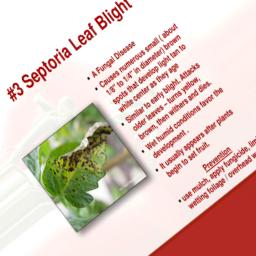 #3 Septoria Leaf Blight
• A Fungal Disease
• Causes numerous small ( about
1/8" to 1/4" in diameter) brown
spots that develop light tan to
white center as they age
• Similar to early blight. Attacks
older leaves – turns yellow,
brown, then withers and dies.
• Wet, humid conditions favor the
development .
• It usually appears after plants
begin to set fruit.
Prevention
• use mulch, apply fungicide, lim
wetting foliage / overhead w